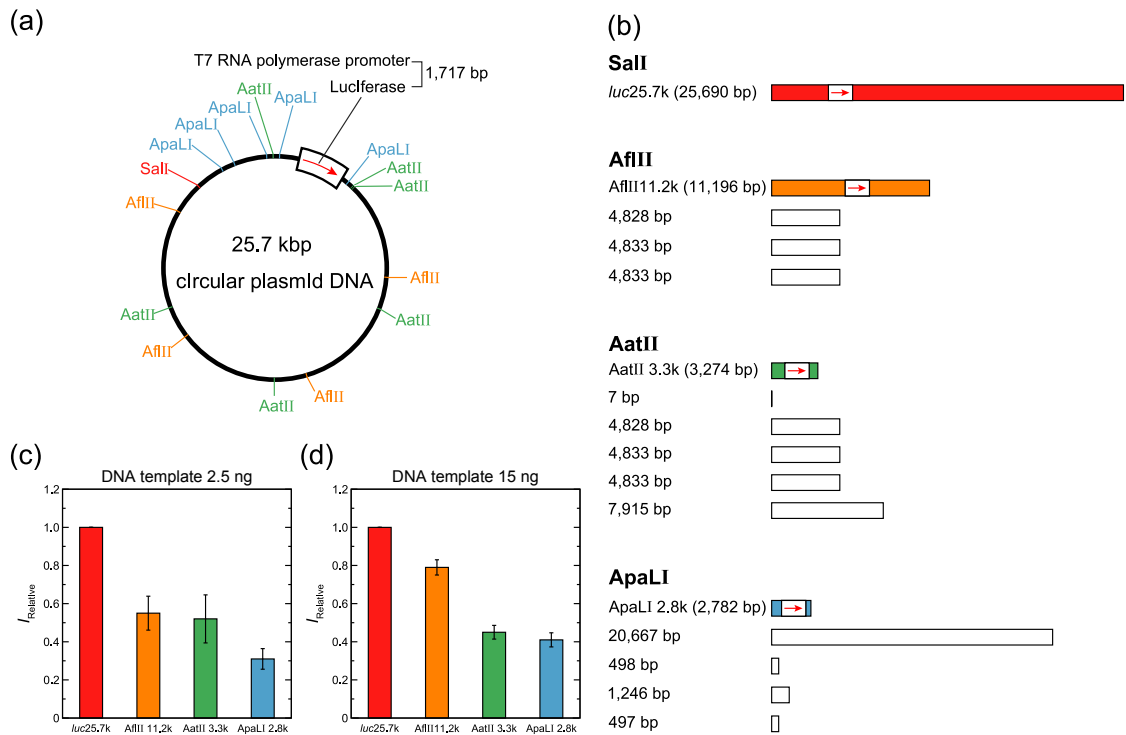 (a)
T7 RNA polymerase promoter
Luciferase
1,717 bp
AatII
ApaLI
ApaLI
ApaLI
ApaLI
ApaLI
AatII
AatII
SalI
AflII
25.7 kbp
circular plasmid DNA
AflII
AatII
AatII
AflII
AflII
AatII
(b)
SalI
luc25.7k (25,690 bp)
AflII
AflII11.2k (11,196 bp)
4,828 bp
4,833 bp
4,833 bp
AatII
AatII 3.3k (3,274 bp)
7 bp
4,828 bp
4,833 bp
4,833 bp
7,915 bp
ApaLI
ApaLI 2.8k (2,782 bp)
20,667 bp
498 bp
1,246 bp
497 bp
(c)
DNA template 2.5 ng
1.2
1.0
0.8
0.6
0.4
0.2
0
IRelative
luc25.7k AflII 11.2k AatII 3.3k ApaLI 2.8k
(d)
DNA template 15 ng
1.2
1.0
0.8
0.6
0.4
0.2
0
IRelative
luc25.7k AflII11.2k AatII 3.3k ApaLI 2.8k